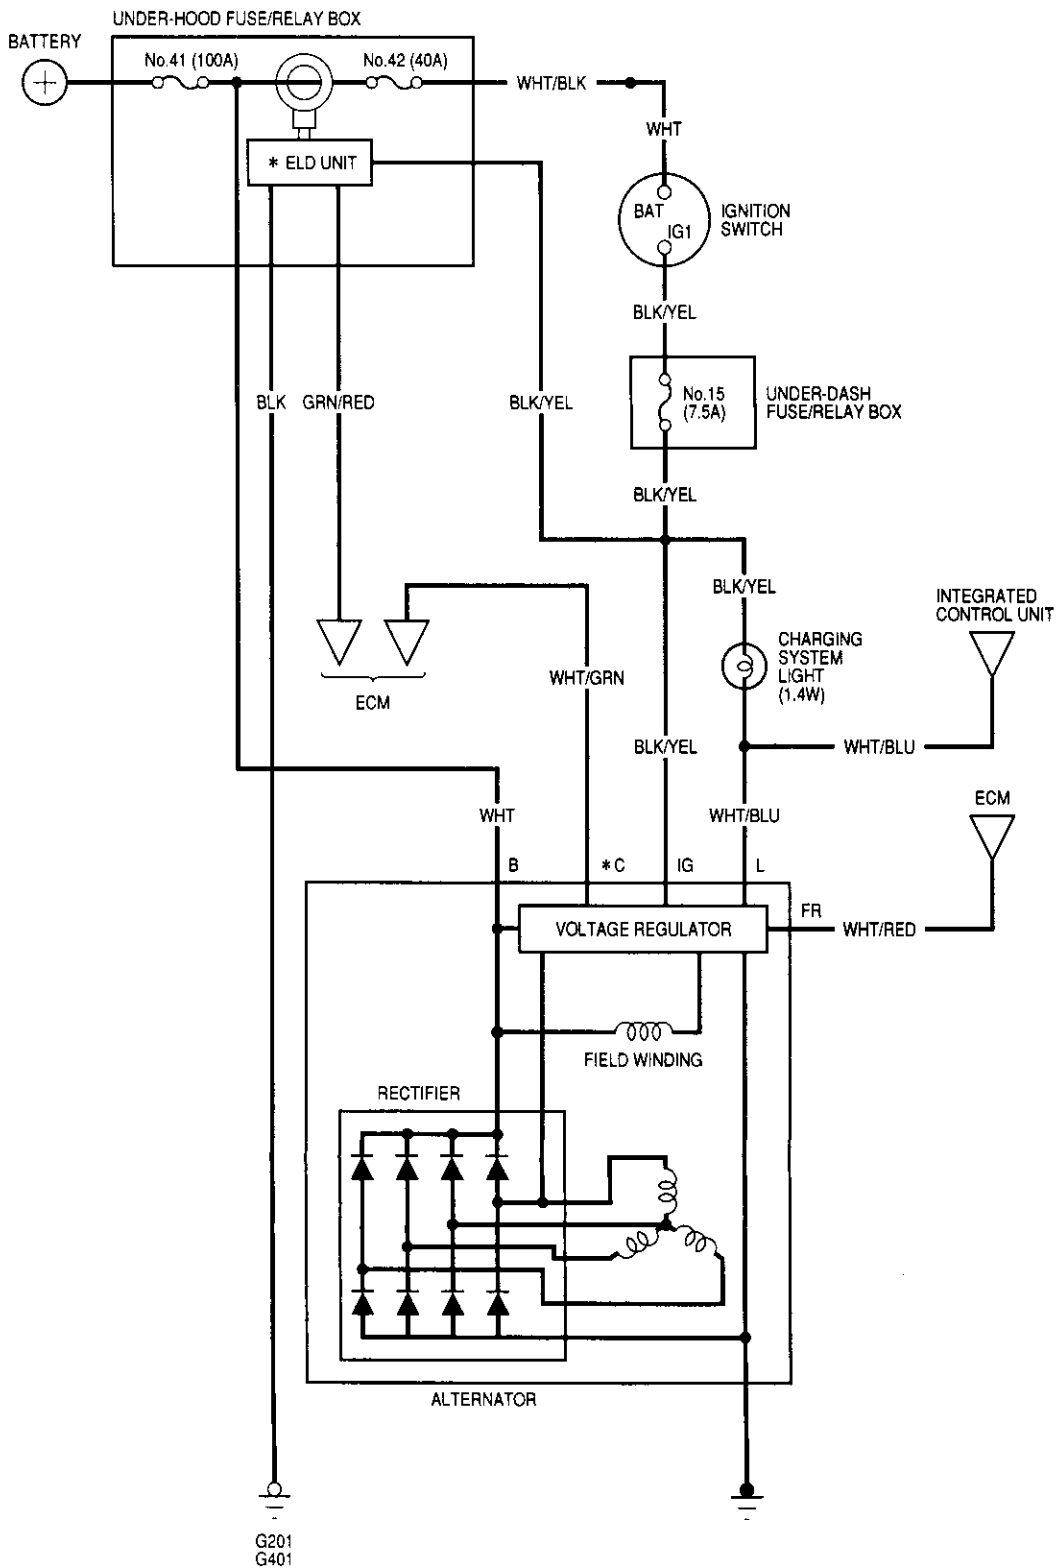 UNDER-HOOD FUSE/RELAY BOX
BATTERY
No.41 (100A)
No.42 (40A)
WHT/BLK
WHT
* ELD UNIT
BAT
IG1
IGNITION
SWITCH
BLK/YEL
BLK
GRN/RED
BLK/YEL
No.15
(7.5A)
UNDER-DASH
FUSE/RELAY BOX
BLK/YEL
BLK/YEL
INTEGRATED
CONTROL UNIT
CHARGING
SYSTEM
LIGHT
(1.4W)
WHT/GRN
ECM
BLK/YEL
WHT/BLU
WHT
WHT/BLU
ECM
B
*C
IG
L
FR
VOLTAGE REGULATOR
WHT/RED
FIELD WINDING
RECTIFIER
ALTERNATOR
G201
G401